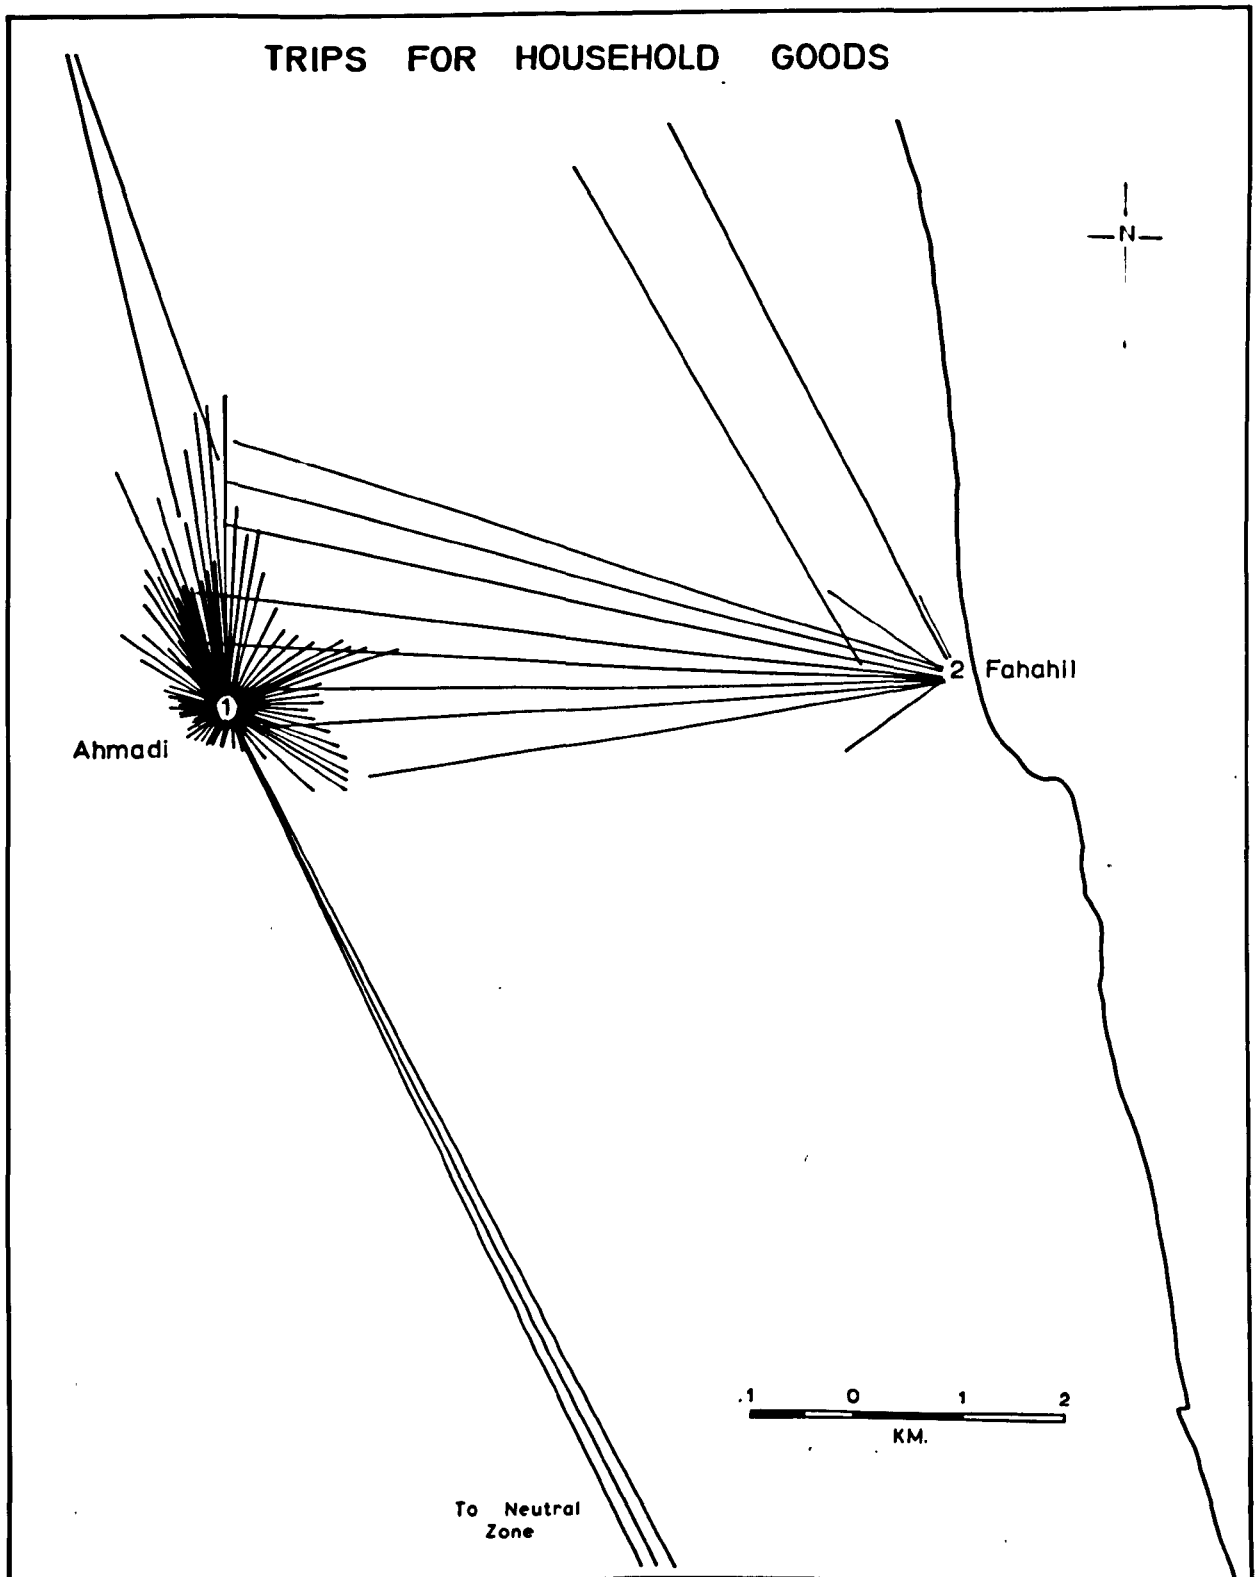 TRIPS FOR HOUSEHOLD GOODS
N
2 Fahahil
1
Ahmadi
.1 0 1 2
KM.
To Neutral
Zone